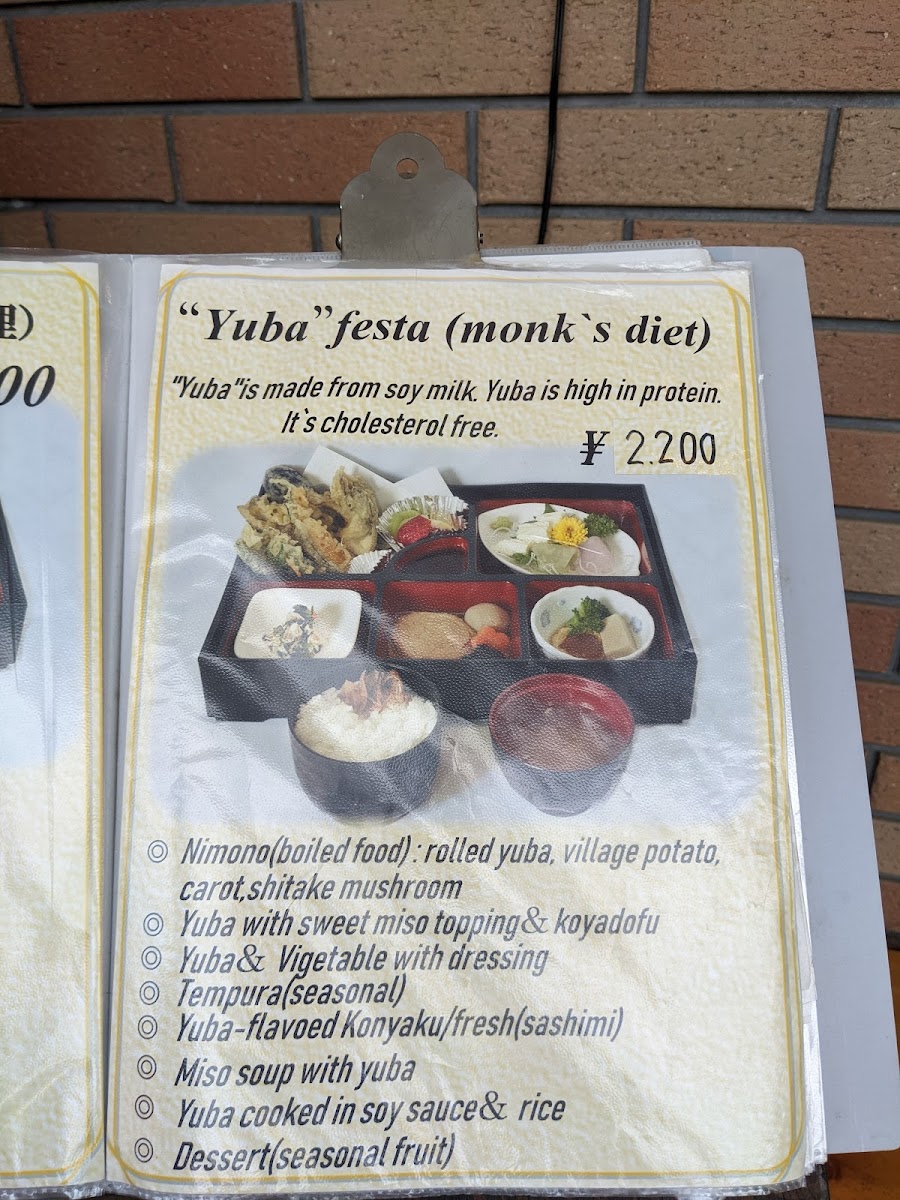 理)
00
“Yuba”festa (monk`s diet)
"Yuba"is made from soy milk. Yuba is high in protein.
It`s cholesterol free.
¥ 2.200
◎ Nimono(boiled food) : rolled yuba, village potato,
carot,shitake mushroom
◎ Yuba with sweet miso topping& koyadofu
◎ Yuba& Vigetable with dressing
◎ Tempura(seasonal)
◎ Yuba-flavoed Konyaku/fresh(sashimi)
◎ Miso soup with yuba
◎ Yuba cooked in soy sauce& rice
◎ Dessert(seasonal fruit)